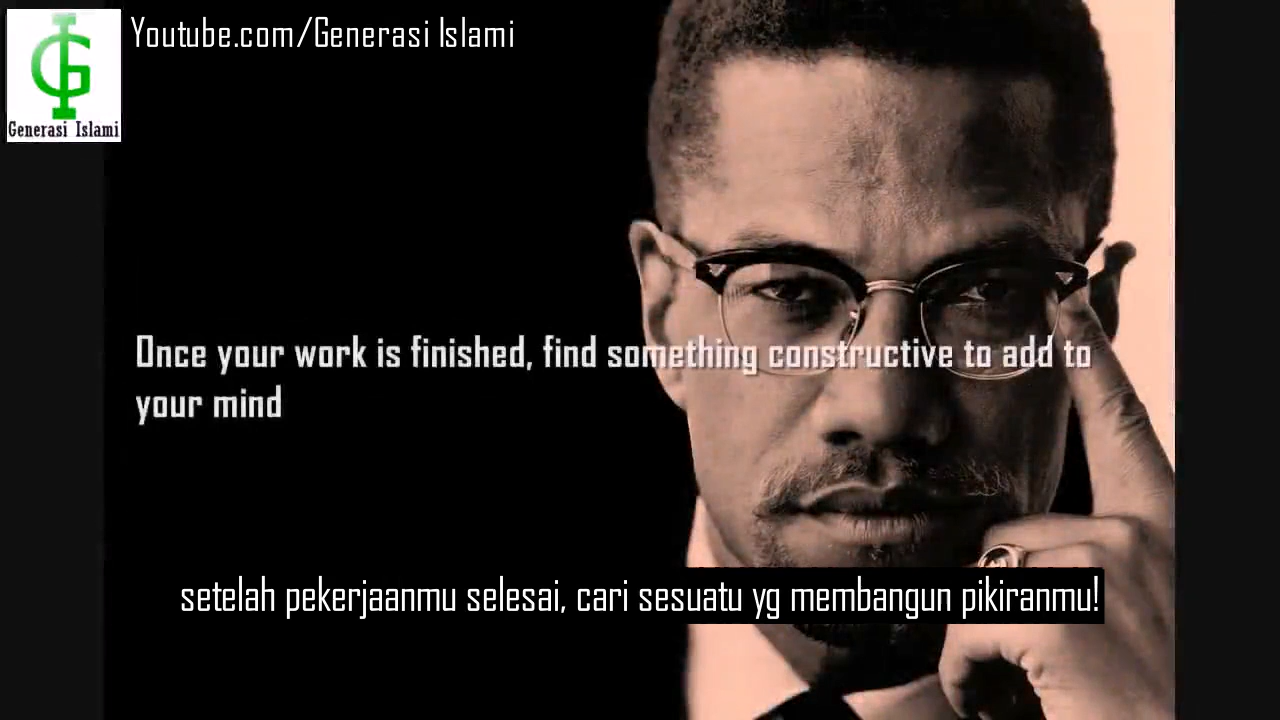 Youtube.com/Generasi Islami
Generasi Islami
Once your work is finished, find something constructive to add to
your mind
setelah pekerjaanmu selesai, cari sesuatu yg membangun pikiranmu!